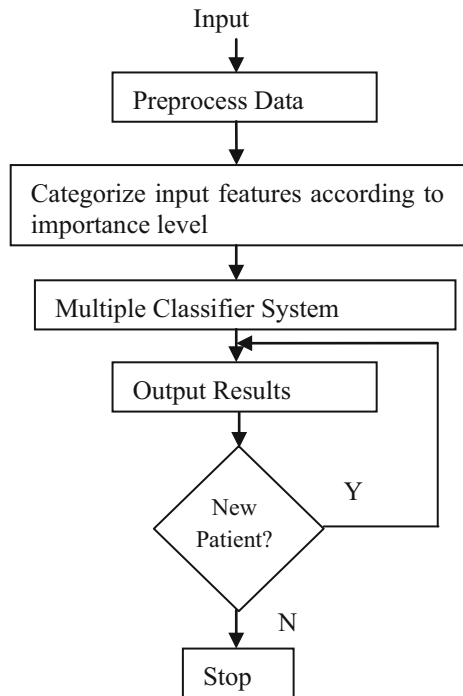 Input
Preprocess Data
Categorize input features according to
importance level
Multiple Classifier System
Output Results
New
Patient?
Y
N
Stop